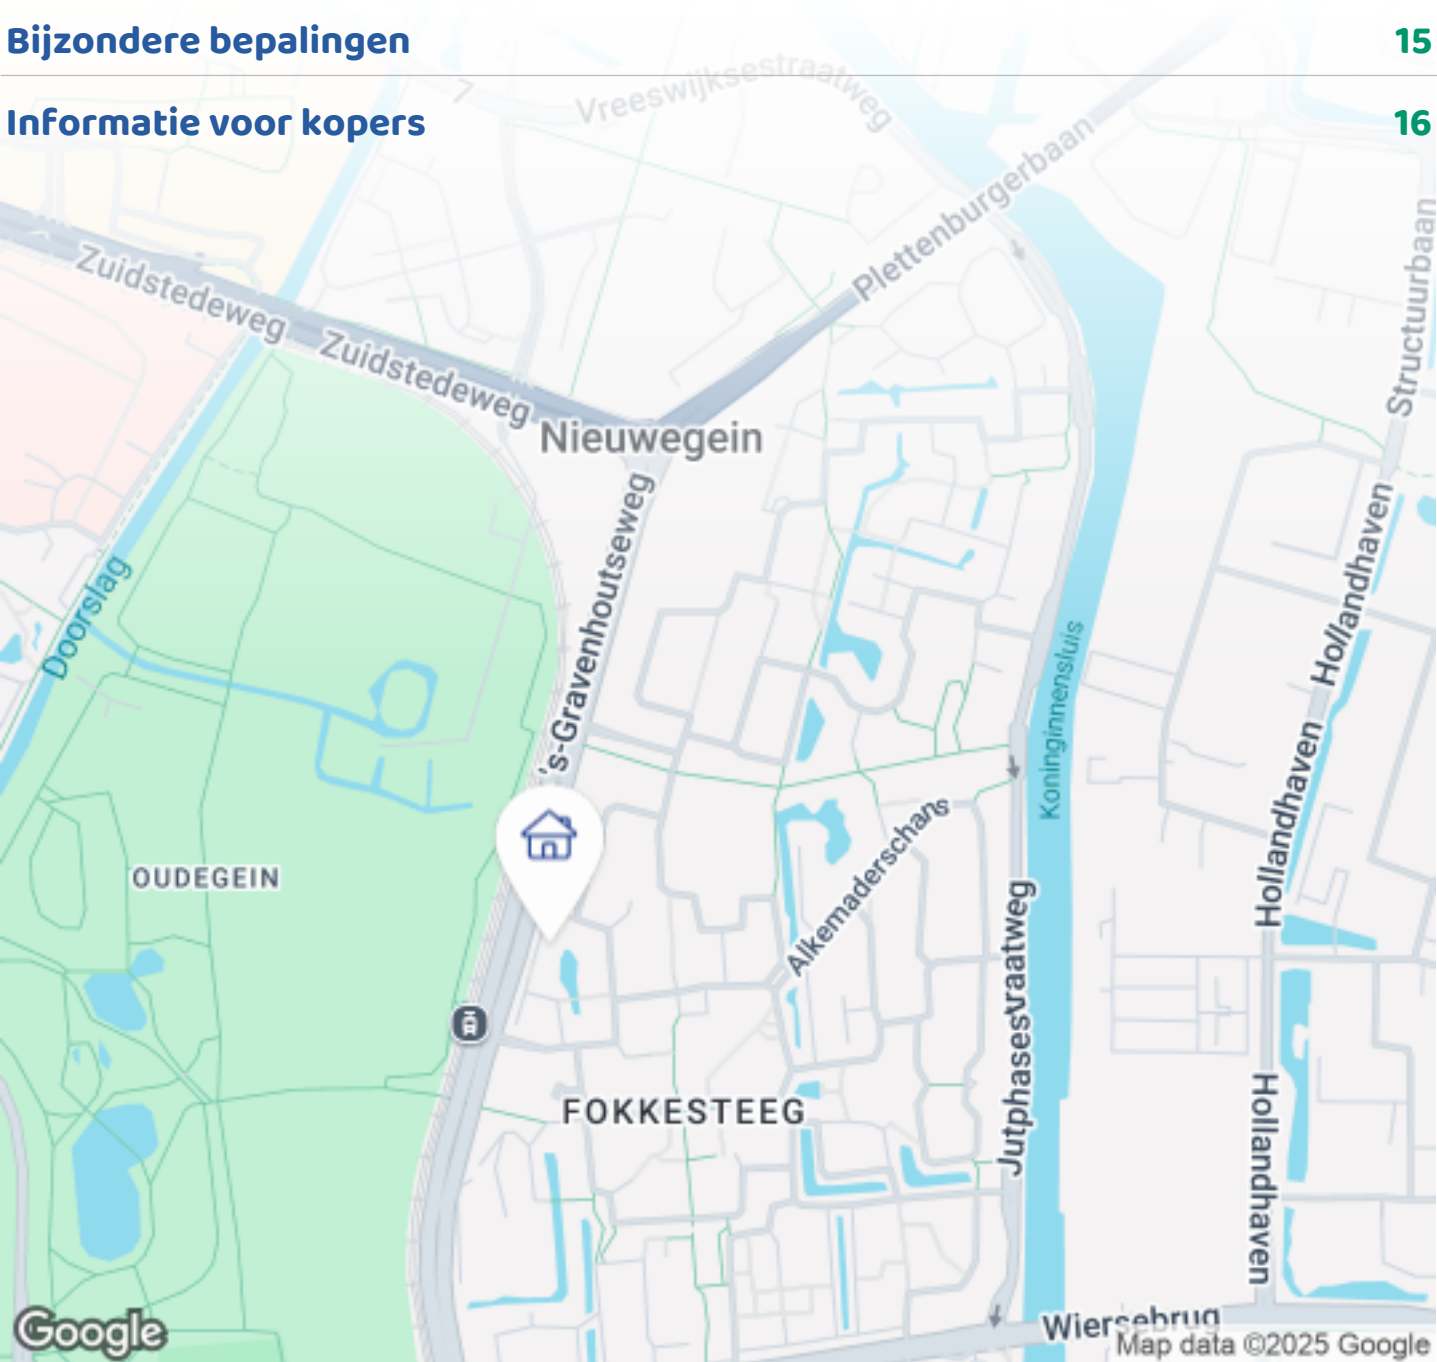 Bijzondere bepalingen 15
Informatie voor kopers 16
7
Vreeswijksestraatweg
Plettenburgerbaan
Structuurbaan
Zuidstedeweg
Zuidstedeweg
Nieuwegein
's-Gravenhoutseweg
Hollandhaven
Hollandhaven
Doorslag
Koninginnensluis
Alkemaderschans
OUDEGEIN
Jutphasestraatweg
FOKKESTEEG
Hollandhaven
Wiersebrug
Google
Map data ©2025 Google